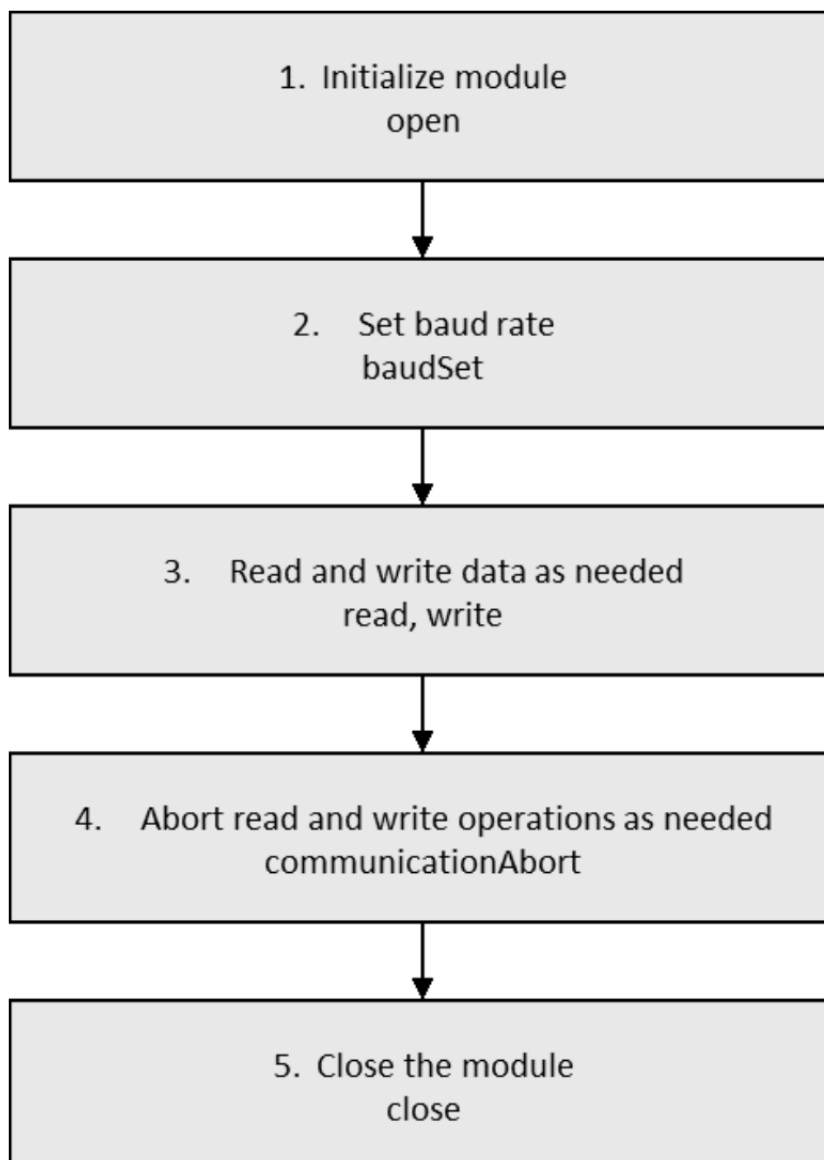 1. Initialize module
open
2. Set baud rate
baudSet
3. Read and write data as needed
read, write
4. Abort read and write operations as needed
communicationAbort
5. Close the module
close